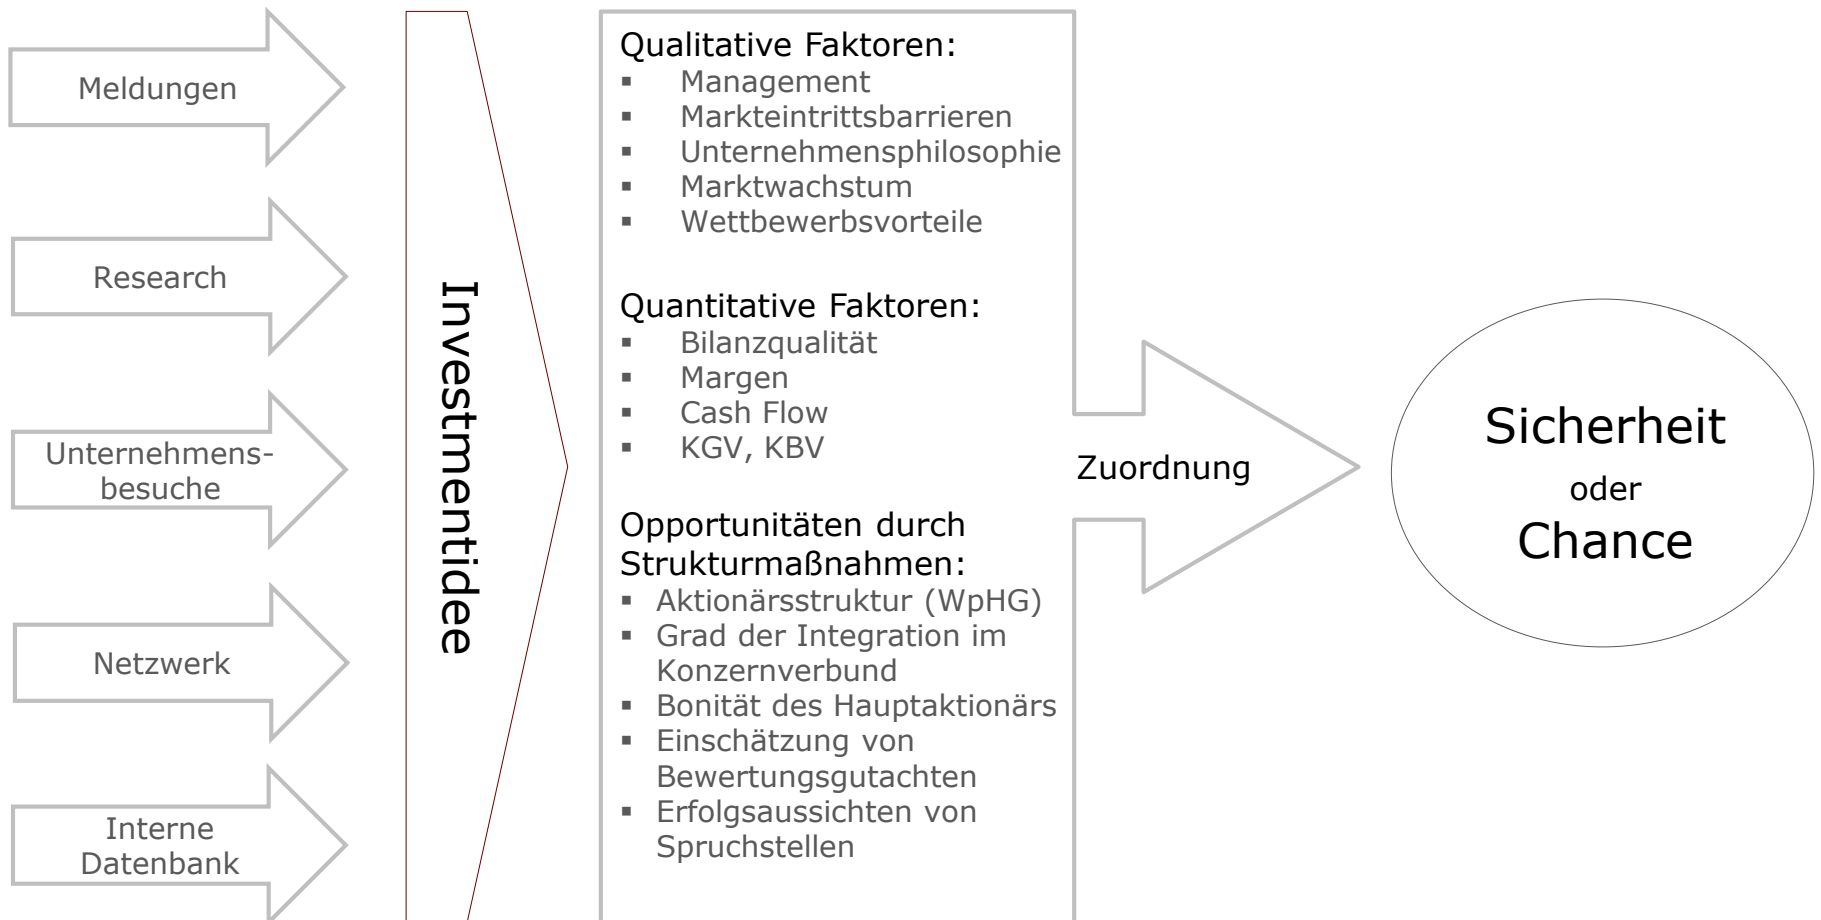 Meldungen
Research
Unternehmens-
besuche
Netzwerk
Interne
Datenbank
Investmentidee
Qualitative Faktoren:
▪ Management
▪ Markteintrittsbarrieren
▪ Unternehmensphilosophie
▪ Marktwachstum
▪ Wettbewerbsvorteile
Quantitative Faktoren:
▪ Bilanzqualität
▪ Margen
▪ Cash Flow
▪ KGV, KBV
Opportunitäten durch
Strukturmaßnahmen:
▪ Aktionärsstruktur (WpHG)
▪ Grad der Integration im
Konzernverbund
▪ Bonität des Hauptaktionärs
▪ Einschätzung von
Bewertungsgutachten
▪ Erfolgsaussichten von
Spruchstellen
Zuordnung
Sicherheit
oder
Chance